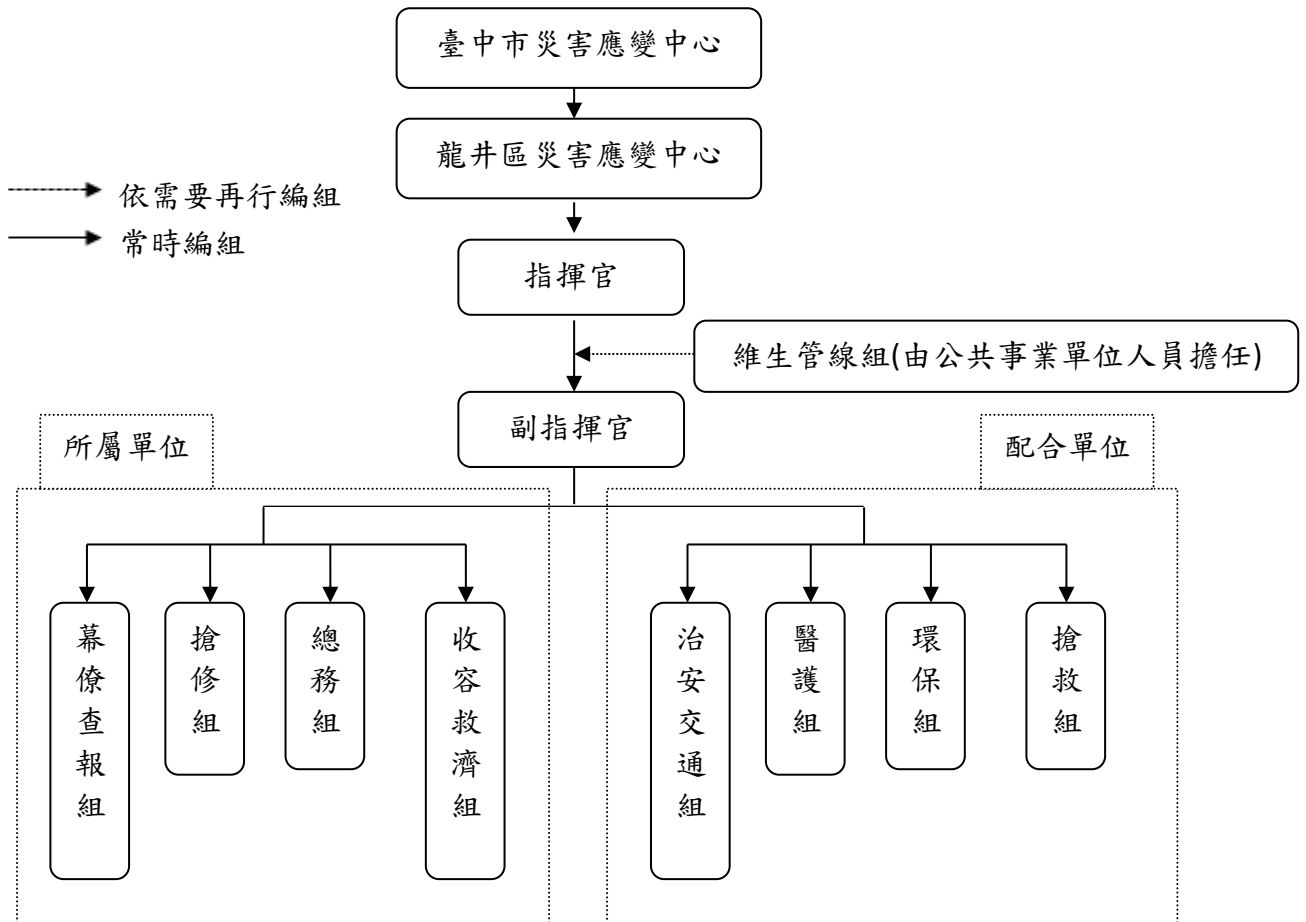 臺中市災害應變中心
龍井區災害應變中心
依需要再行編組
常時編組
指揮官
維生管線組(由公共事業單位人員擔任)
副指揮官
所屬單位
配合單位
幕僚查報組
搶修組
總務組
收容救濟組
治安交通組
醫護組
環保組
搶救組